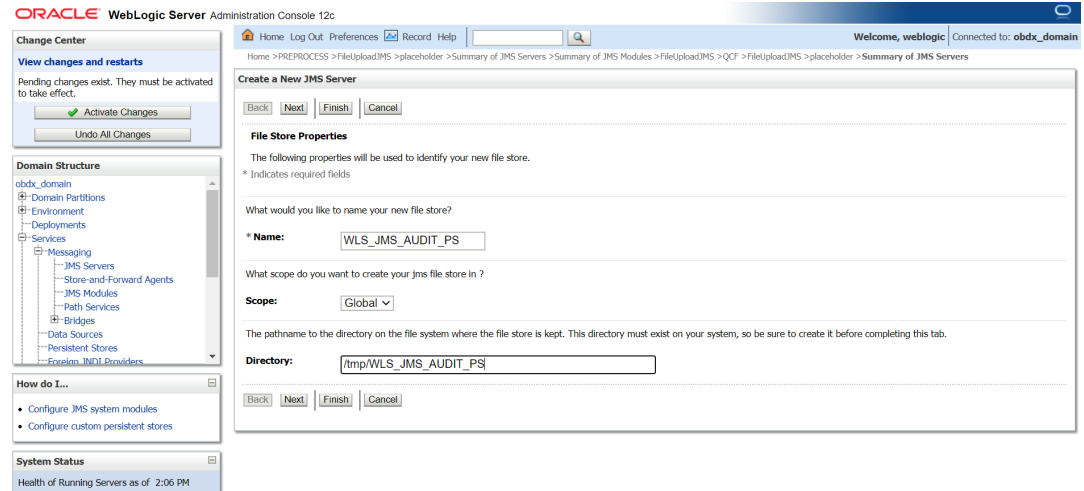 ORACLE WebLogic Server Administration Console 12c
Change Center
View changes and restarts
Pending changes exist. They must be activated
to take effect.
Activate Changes
Undo All Changes
Domain Structure
obdx_domain
Domain Partitions
Environment
Deployments
Services
Messaging
JMS Servers
Store-and-Forward Agents
JMS Modules
Path Services
Bridges
Data Sources
Persistent Stores
Foreign JNDI Providers
How do I...
Configure JMS system modules
Configure custom persistent stores
System Status
Health of Running Servers as of 2:06 PM
Home Log Out Preferences Record Help
Welcome, weblogic Connected to: obdx_domain
Home >PREPROCESS >FileUploadJMS >placeholder >Summary of JMS Servers >Summary of JMS Modules >FileUploadJMS >QCF >FileUploadJMS >placeholder >Summary of JMS Servers
Create a New JMS Server
Back Next Finish Cancel
File Store Properties
The following properties will be used to identify your new file store.
* Indicates required fields
What would you like to name your new file store?
* Name: WLS_JMS_AUDIT_PS
What scope do you want to create your jms file store in ?
Scope: Global
The pathname to the directory on the file system where the file store is kept. This directory must exist on your system, so be sure to create it before completing this tab.
Directory: /tmp/WLS_JMS_AUDIT_PS
Back Next Finish Cancel